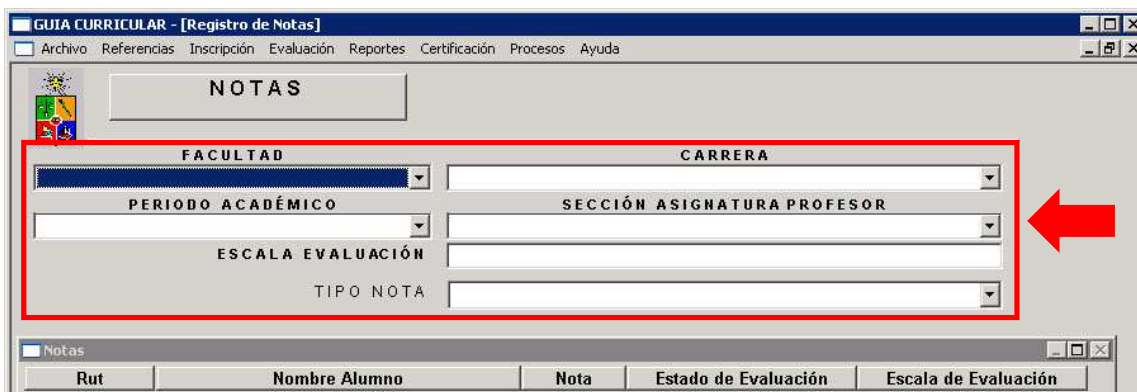 GUIA CURRICULAR - [Registro de Notas]
Archivo Referencias Inscripción Evaluación Reportes Certificación Procesos Ayuda
NOTAS
FACULTAD CARRERA
PERIODO ACADÉMICO SECCIÓN ASIGNATURA PROFESOR
ESCALA EVALUACIÓN
TIPO NOTA
Notas
Rut Nombre Alumno Nota Estado de Evaluación Escala de Evaluación